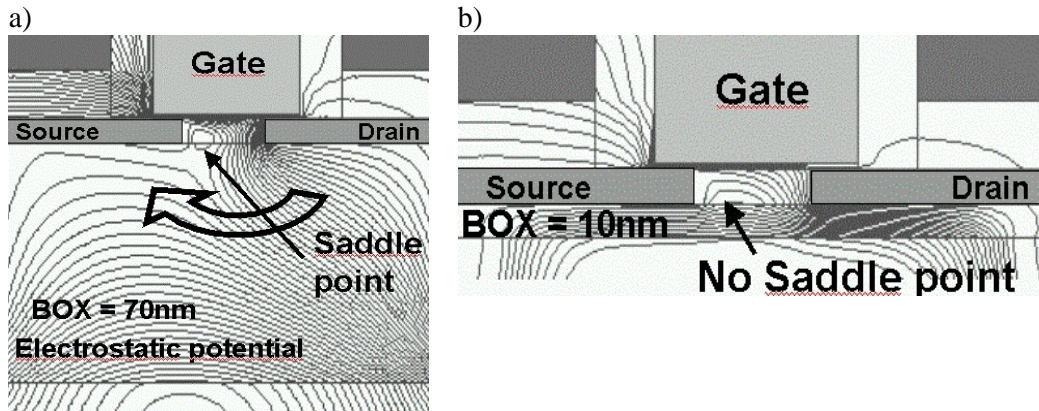 a)
Gate
Source Drain
Saddle
point
BOX = 70nm
Electrostatic potential
b)
Gate
Source Drain
BOX = 10nm
No Saddle point